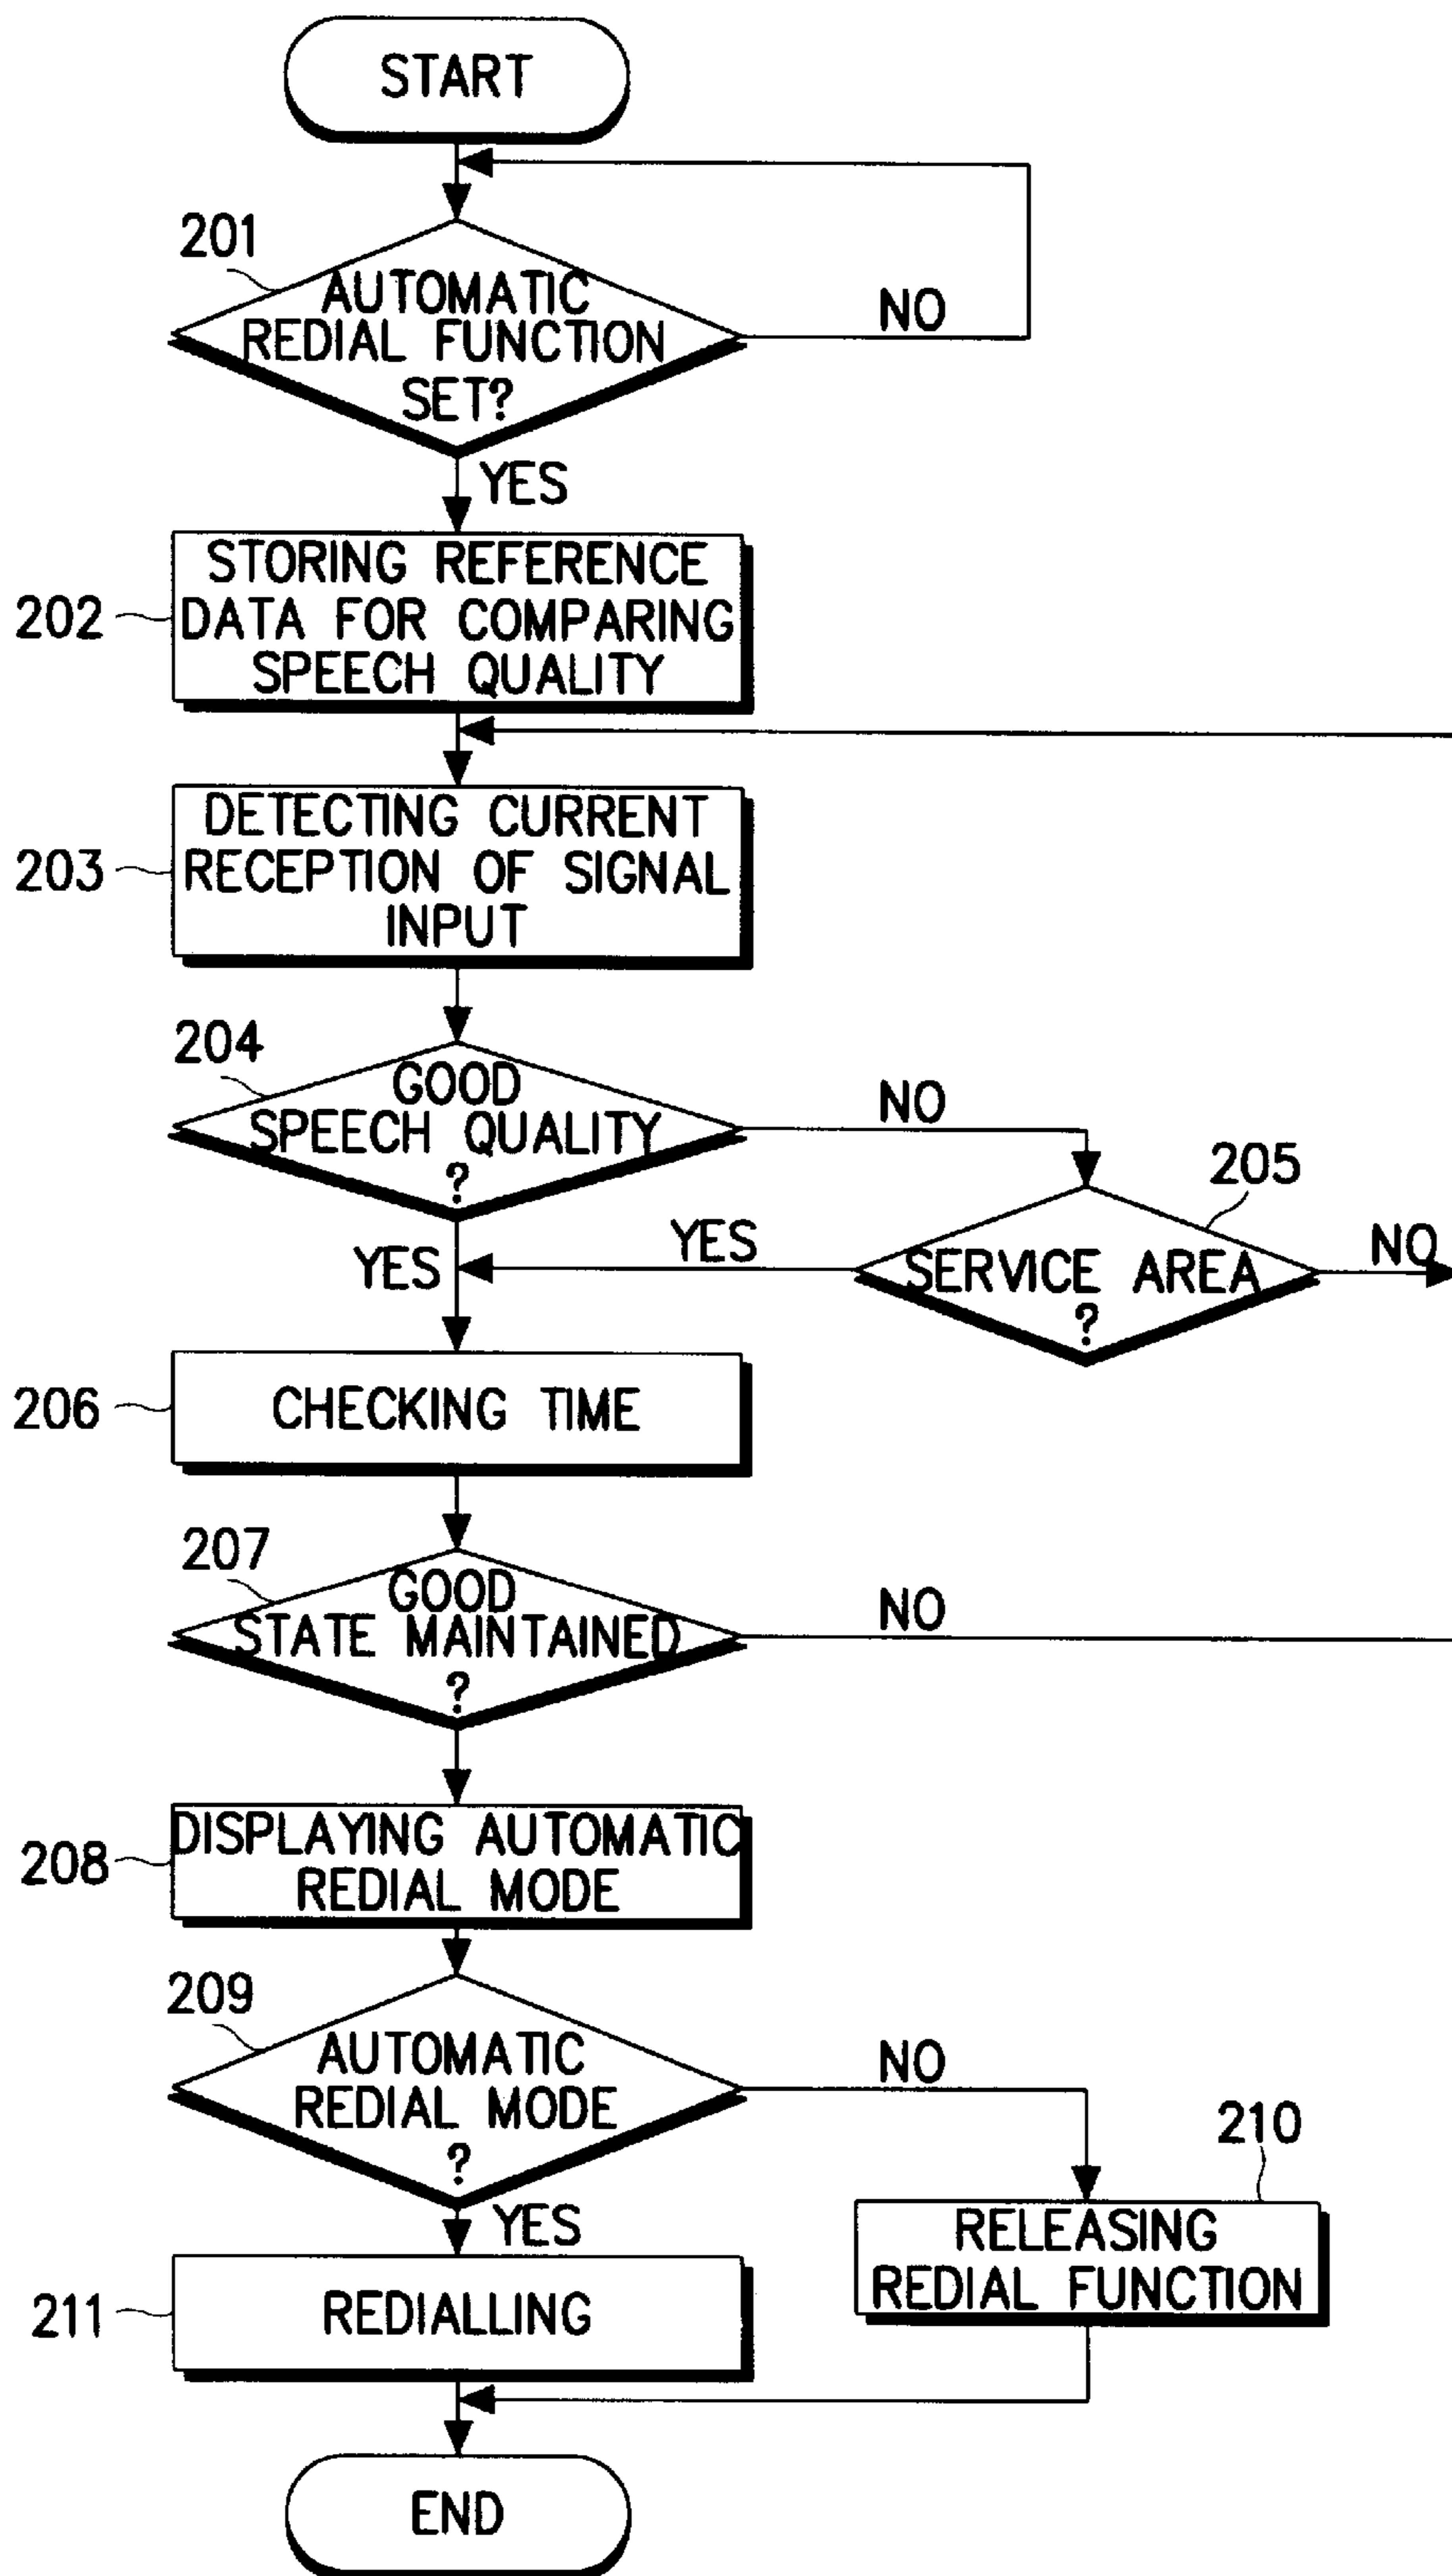 START
201
AUTOMATIC
REDIAL FUNCTION
SET?
NO
YES
202
STORING REFERENCE
DATA FOR COMPARING
SPEECH QUALITY
203
DETECTING CURRENT
RECEPTION OF SIGNAL
INPUT
204
GOOD
SPEECH QUALITY
?
NO
205
YES
YES
SERVICE AREA
?
NO
206
CHECKING TIME
207
GOOD
STATE MAINTAINED
?
NO
208
DISPLAYING AUTOMATIC
REDIAL MODE
209
AUTOMATIC
REDIAL MODE
?
NO
YES
210
RELEASING
REDIAL FUNCTION
211
REDIALLING
END